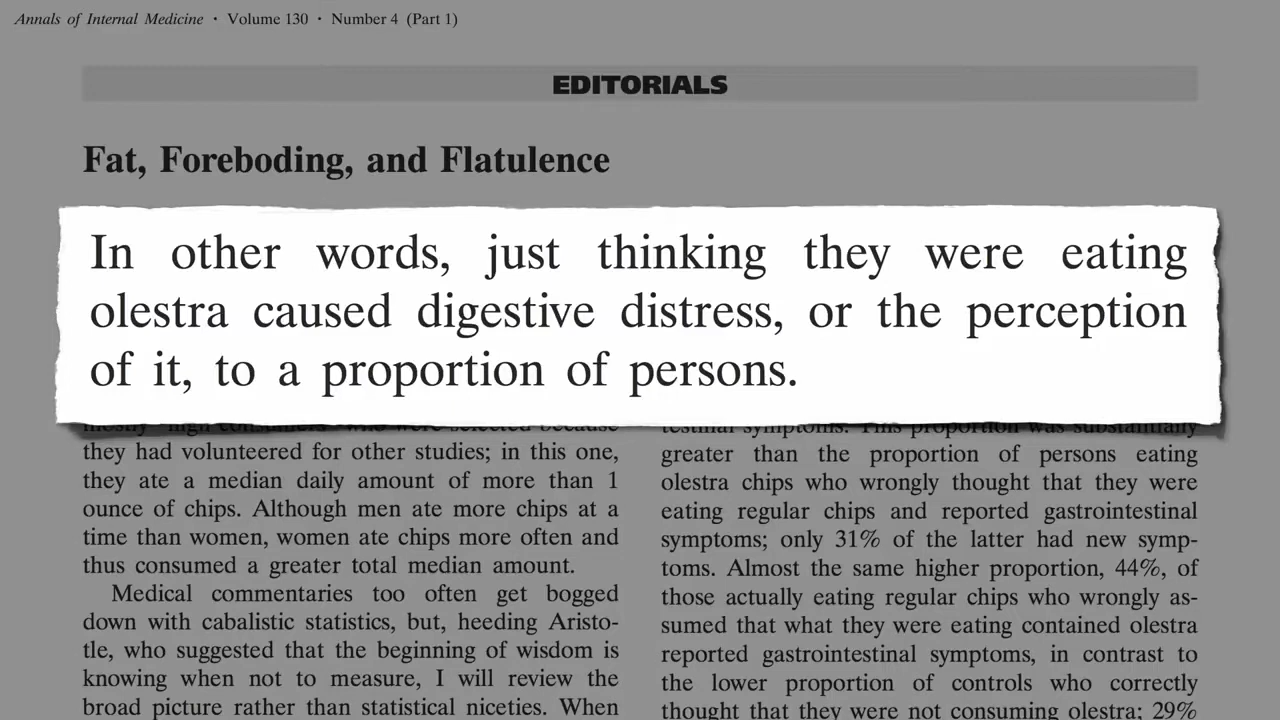 Annals of Internal Medicine • Volume 130 • Number 4 (Part 1)
EDITORIALS
Fat, Foreboding, and Flatulence
In other words, just thinking they were eating
olestra caused digestive distress, or the perception
of it, to a proportion of persons.
they had volunteered for other studies; in this one,
they ate a median daily amount of more than 1
ounce of chips. Although men ate more chips at a
time than women, women ate chips more often and
thus consumed a greater total median amount.
Medical commentaries too often get bogged
down with cabalistic statistics, but, heeding Aristo-
tle, who suggested that the beginning of wisdom is
knowing when not to measure, I will review the
broad picture rather than statistical niceties. When
testinal symptoms. This proportion was substantially
greater than the proportion of persons eating
olestra chips who wrongly thought that they were
eating regular chips and reported gastrointestinal
symptoms; only 31% of the latter had new symp-
toms. Almost the same higher proportion, 44%, of
those actually eating regular chips who wrongly as-
sumed that what they were eating contained olestra
reported gastrointestinal symptoms, in contrast to
the lower proportion of controls who correctly
thought that they were not consuming olestra; 29%